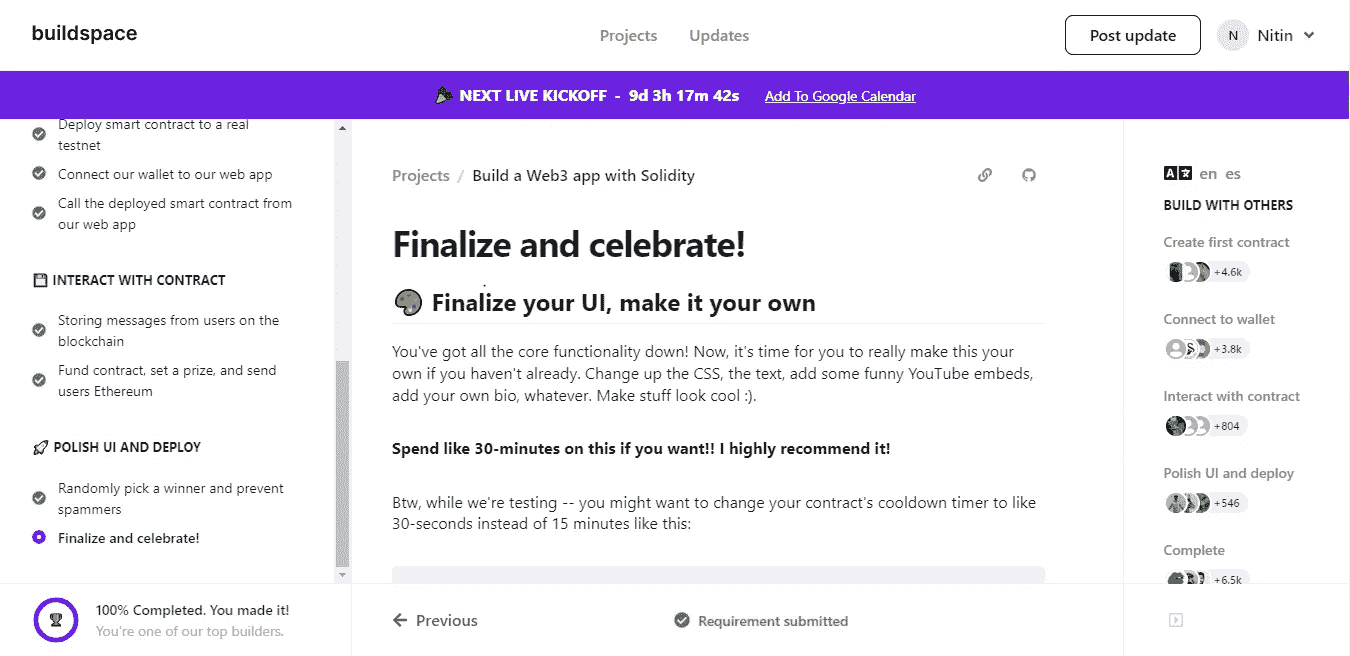 buildspace
Projects
Updates
Post update
N
Nitin
NEXT LIVE KICKOFF - 9d 3h 17m 42s
Add To Google Calendar
Deploy smart contract to a real
testnet
Connect our wallet to our web app
Call the deployed smart contract from
our web app
INTERACT WITH CONTRACT
Storing messages from users on the
blockchain
Fund contract, set a prize, and send
users Ethereum
POLISH UI AND DEPLOY
Randomly pick a winner and prevent
spammers
Finalize and celebrate!
100% Completed. You made it!
You're one of our top builders.
Projects / Build a Web3 app with Solidity
Finalize and celebrate!
Finalize your UI, make it your own
You've got all the core functionality down! Now, it's time for you to really make this your
own if you haven't already. Change up the CSS, the text, add some funny YouTube embeds,
add your own bio, whatever. Make stuff look cool :).
Spend like 30-minutes on this if you want!! I highly recommend it!
Btw, while we're testing -- you might want to change your contract's cooldown timer to like
30-seconds instead of 15 minutes like this:
Previous
Requirement submitted
en es
BUILD WITH OTHERS
Create first contract
+4.6k
Connect to wallet
+3.8k
Interact with contract
+804
Polish UI and deploy
+546
Complete
+6.5k